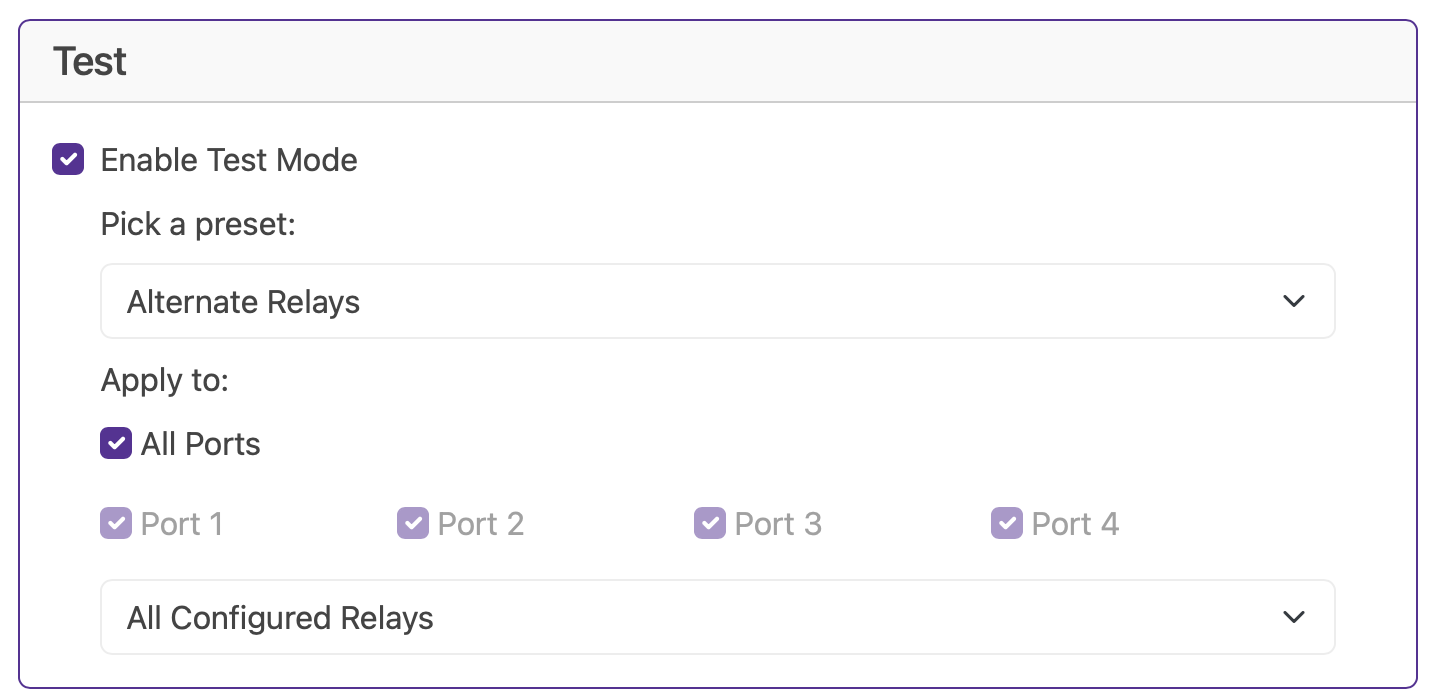 Test
Enable Test Mode
Pick a preset:
Alternate Relays
Apply to:
All Ports
Port 1 Port 2 Port 3 Port 4
All Configured Relays